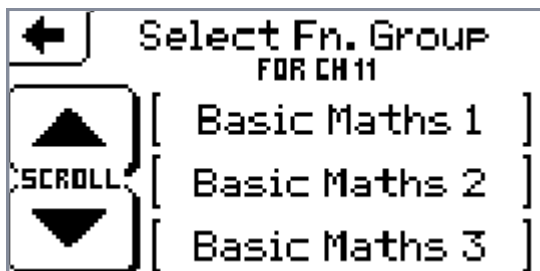 Select Fn. Group
FOR CH 11
[ Basic Maths 1 ]
SCROLL
[ Basic Maths 2 ]
[ Basic Maths 3 ]